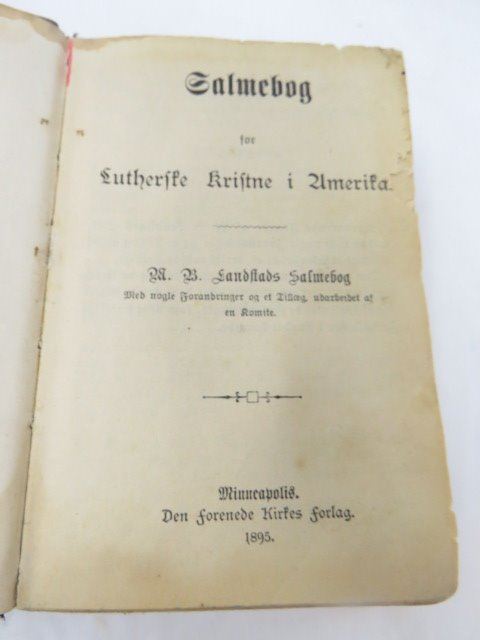 Salmebog
for
Lutherske Kristne i Amerika.
M. B. Landstads Salmebog
Med nogle Forandringer og et Tillæg, udarbeidet af
en Komite.
Minneapolis.
Den Forenede Kirkes Forlag.
1895.